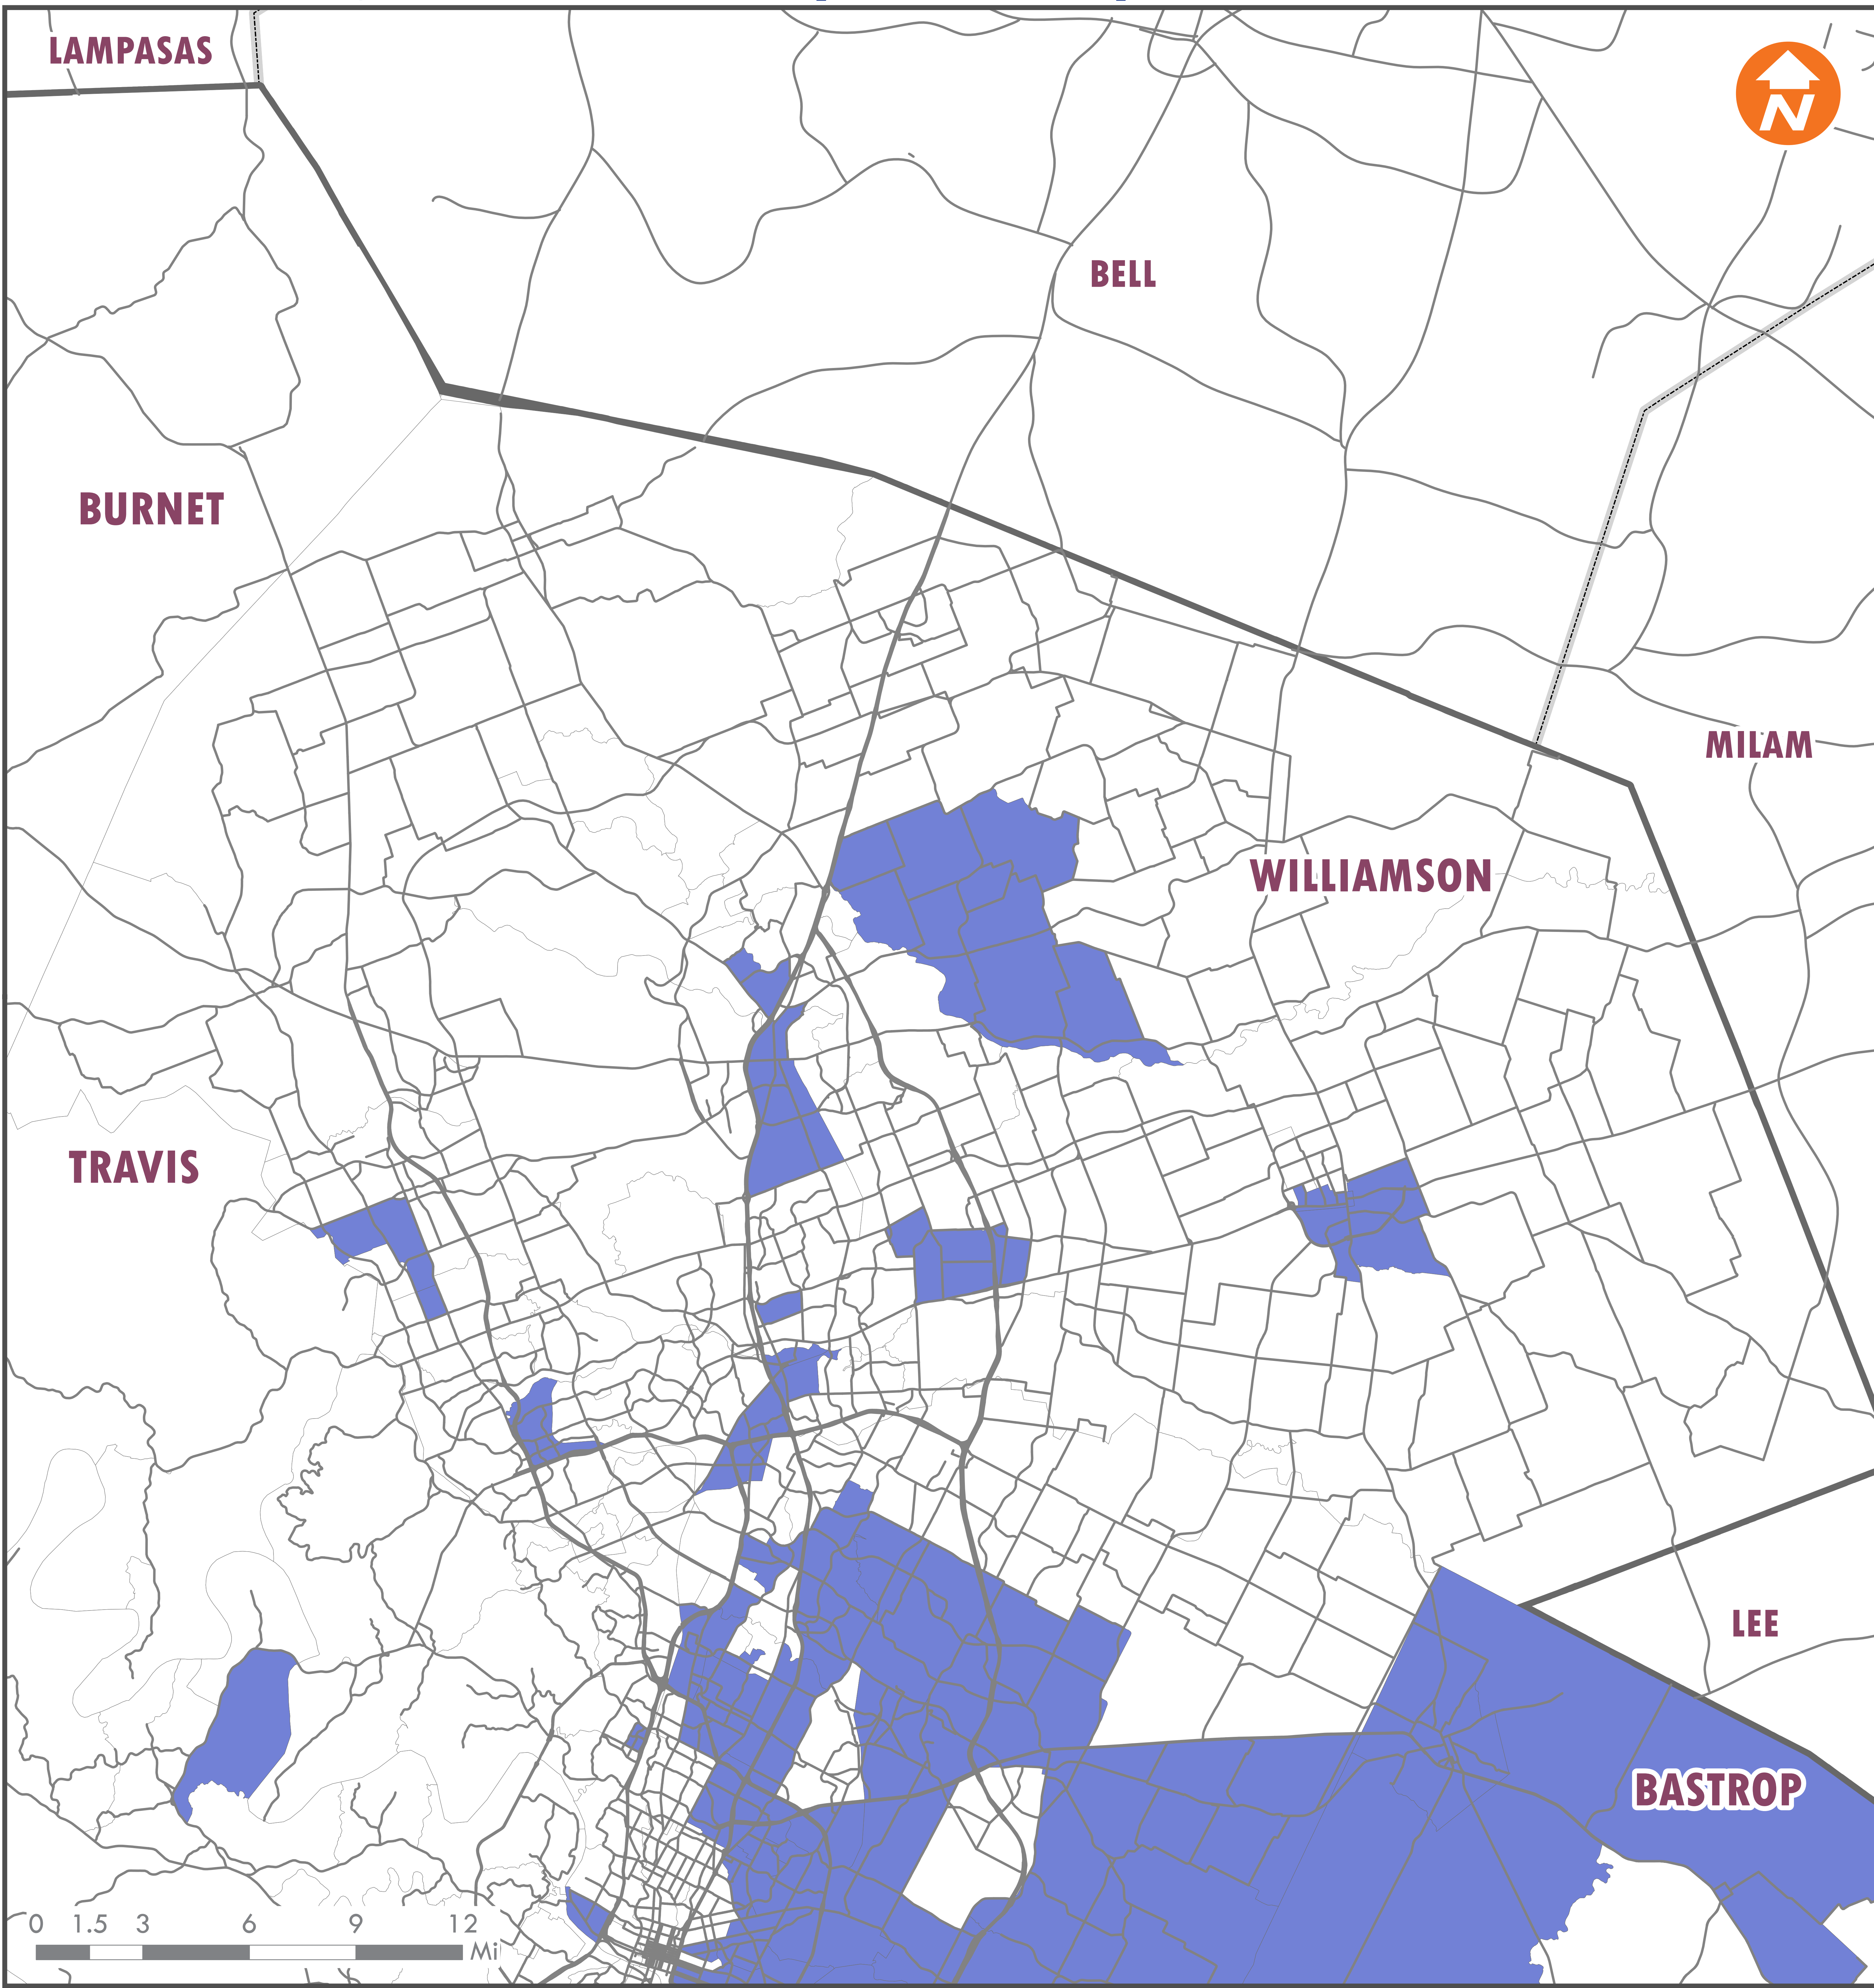 LAMPASAS
N
BELL
BURNET
MILAM
WILLIAMSON
TRAVIS
LEE
BASTROP
0 1.5 3 6 9 12
Mi